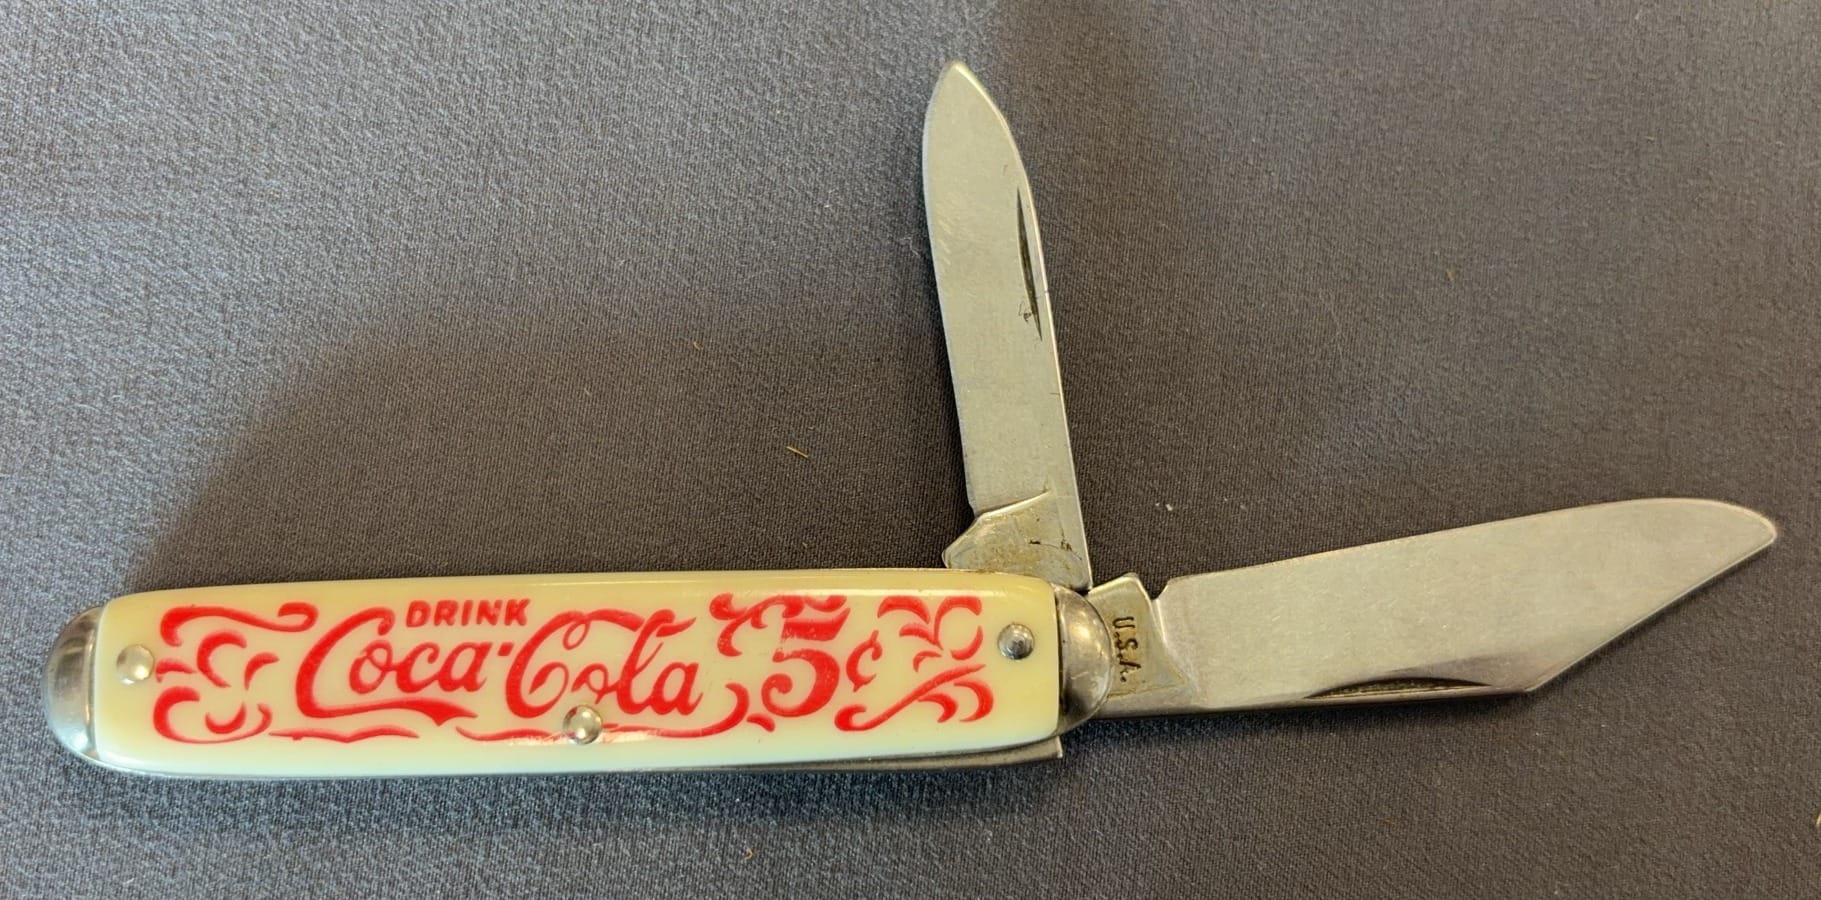 DRINK
Coca-Cola 5¢
U.S.A.